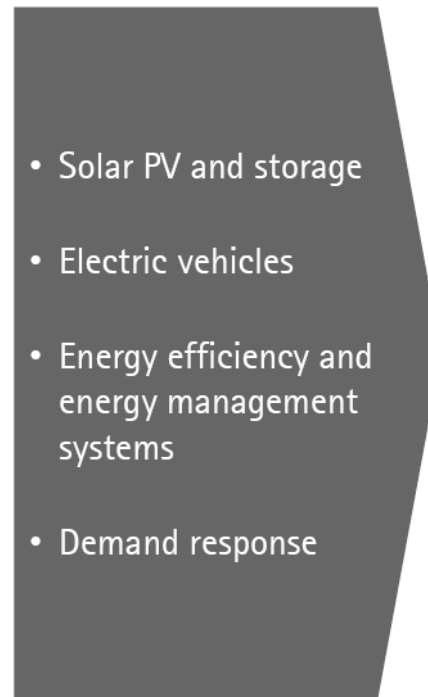 • Solar PV and storage
• Electric vehicles
• Energy efficiency and
energy management
systems
• Demand response